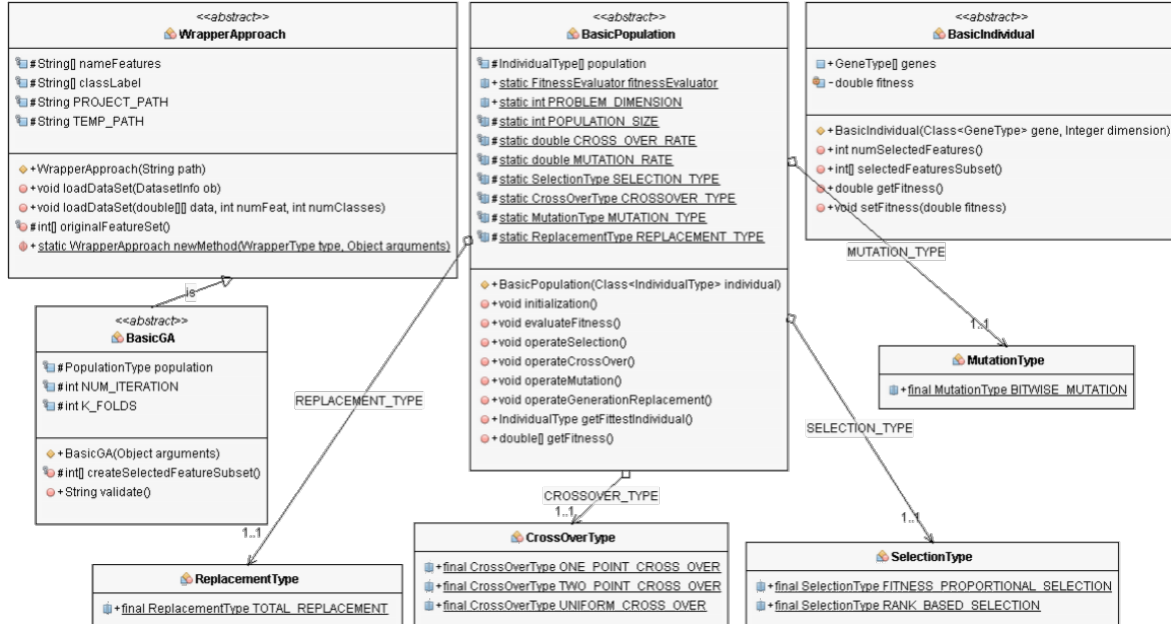 <<abstract>>
WrapperApproach
#String[] nameFeatures
#String[] classLabel
#String PROJECT_PATH
#String TEMP_PATH
+WrapperApproach(String path)
+void loadDataSet(DatasetInfo ob)
+void loadDataSet(double[][] data, int numFeat, int numClasses)
#int[] originalFeatureSet()
+static WrapperApproach newMethod(WrapperType type, Object arguments)
is
<<abstract>>
BasicGA
#PopulationType population
#int NUM_ITERATION
#int K_FOLDS
+BasicGA(Object arguments)
#int[] createSelectedFeatureSubset()
+String validate()
<<abstract>>
BasicPopulation
#IndividualType[] population
+static FitnessEvaluator fitnessEvaluator
+static int PROBLEM_DIMENSION
#static int POPULATION_SIZE
#static double CROSS_OVER_RATE
#static double MUTATION_RATE
#static SelectionType SELECTION_TYPE
#static CrossOverType CROSSOVER_TYPE
#static MutationType MUTATION_TYPE
#static ReplacementType REPLACEMENT_TYPE
+BasicPopulation(Class<IndividualType> individual)
+void initialization()
+void evaluateFitness()
+void operateSelection()
+void operateCrossOver()
+void operateMutation()
+void operateGenerationReplacement()
+IndividualType getFittestIndividual()
+double[] getFitness()
<<abstract>>
BasicIndividual
+GeneType[] genes
-double fitness
+BasicIndividual(Class<GeneType> gene, Integer dimension)
+int numSelectedFeatures()
+int[] selectedFeaturesSubset()
+double getFitness()
+void setFitness(double fitness)
MUTATION_TYPE
1..1
MutationType
+final MutationType BITWISE_MUTATION
REPLACEMENT_TYPE
1..1
ReplacementType
+final ReplacementType TOTAL_REPLACEMENT
CROSSOVER_TYPE
1..1
CrossOverType
+final CrossOverType ONE_POINT_CROSS_OVER
+final CrossOverType TWO_POINT_CROSS_OVER
+final CrossOverType UNIFORM_CROSS_OVER
SELECTION_TYPE
1..1
SelectionType
+final SelectionType FITNESS_PROPORTIONAL_SELECTION
+final SelectionType RANK_BASED_SELECTION